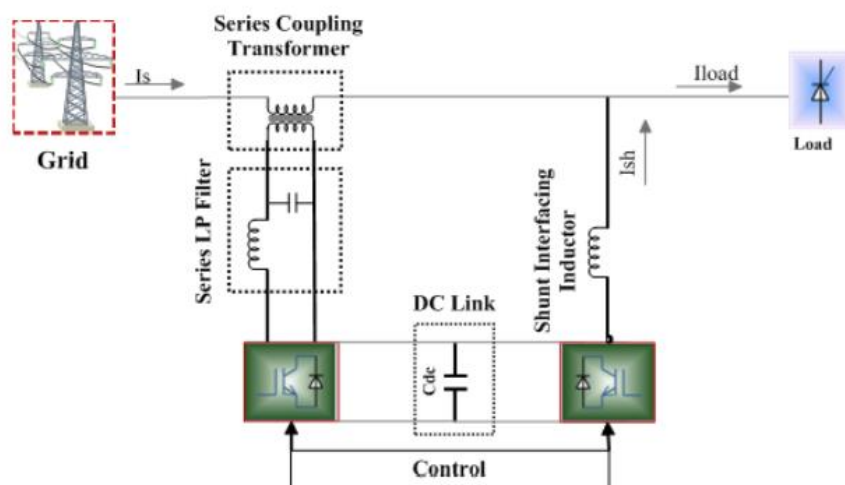 Series Coupling
Transformer
Is
Iload
Grid
Load
Ish
Series LP Filter
Shunt Interfacing
Inductor
DC Link
Cdc
Control